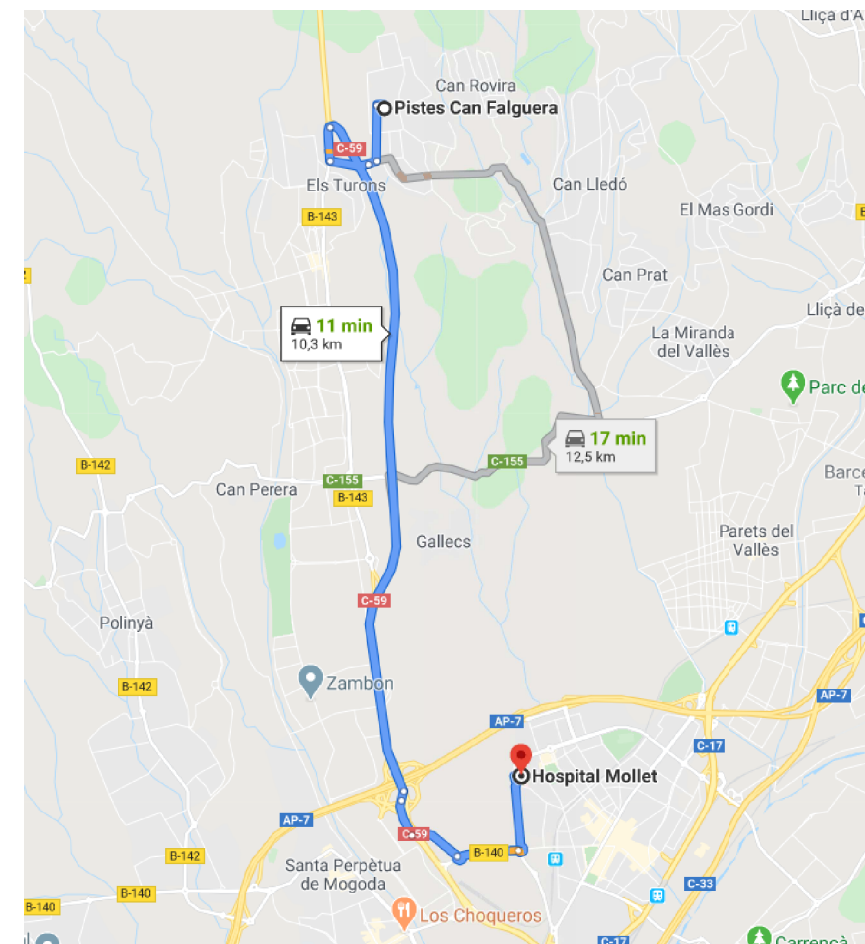 Lliçà d'A
Can Rovira
Pistes Can Falguera
C-59
Els Turons
Can Lledó
B-143
El Mas Gordi
Can Prat
Lliçà de
11 min
10,3 km
La Miranda
del Vallès
Parc de
17 min
12,5 km
B-142
C-155
C-155
Can Perera
B-143
Barce
Parets del
Vallès
Gallecs
C-59
Polinyà
Zambon
B-142
AP-7
AP-7
C-17
Hospital Mollet
AP-7
C-59
B-140
B-142
Santa Perpètua
de Mogoda
C-33
B-140
B-140
Los Choqueros
C-17
Carrencà